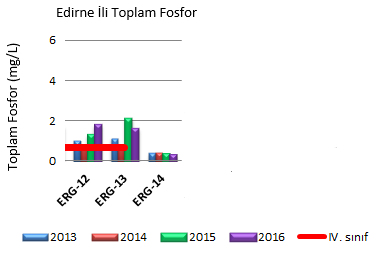 Edirne İli Toplam Fosfor
Toplam Fosfor (mg/L)
6
4
2
0
ERG-12
ERG-13
ERG-14
2013 2014 2015 2016 IV. sınıf